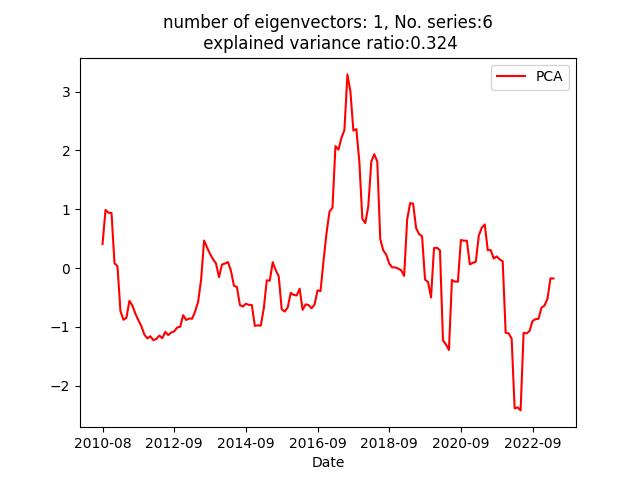 number of eigenvectors: 1, No. series:6
explained variance ratio:0.324
PCA
3
2
1
0
−1
−2
2010-08 2012-09 2014-09 2016-09 2018-09 2020-09 2022-09
Date